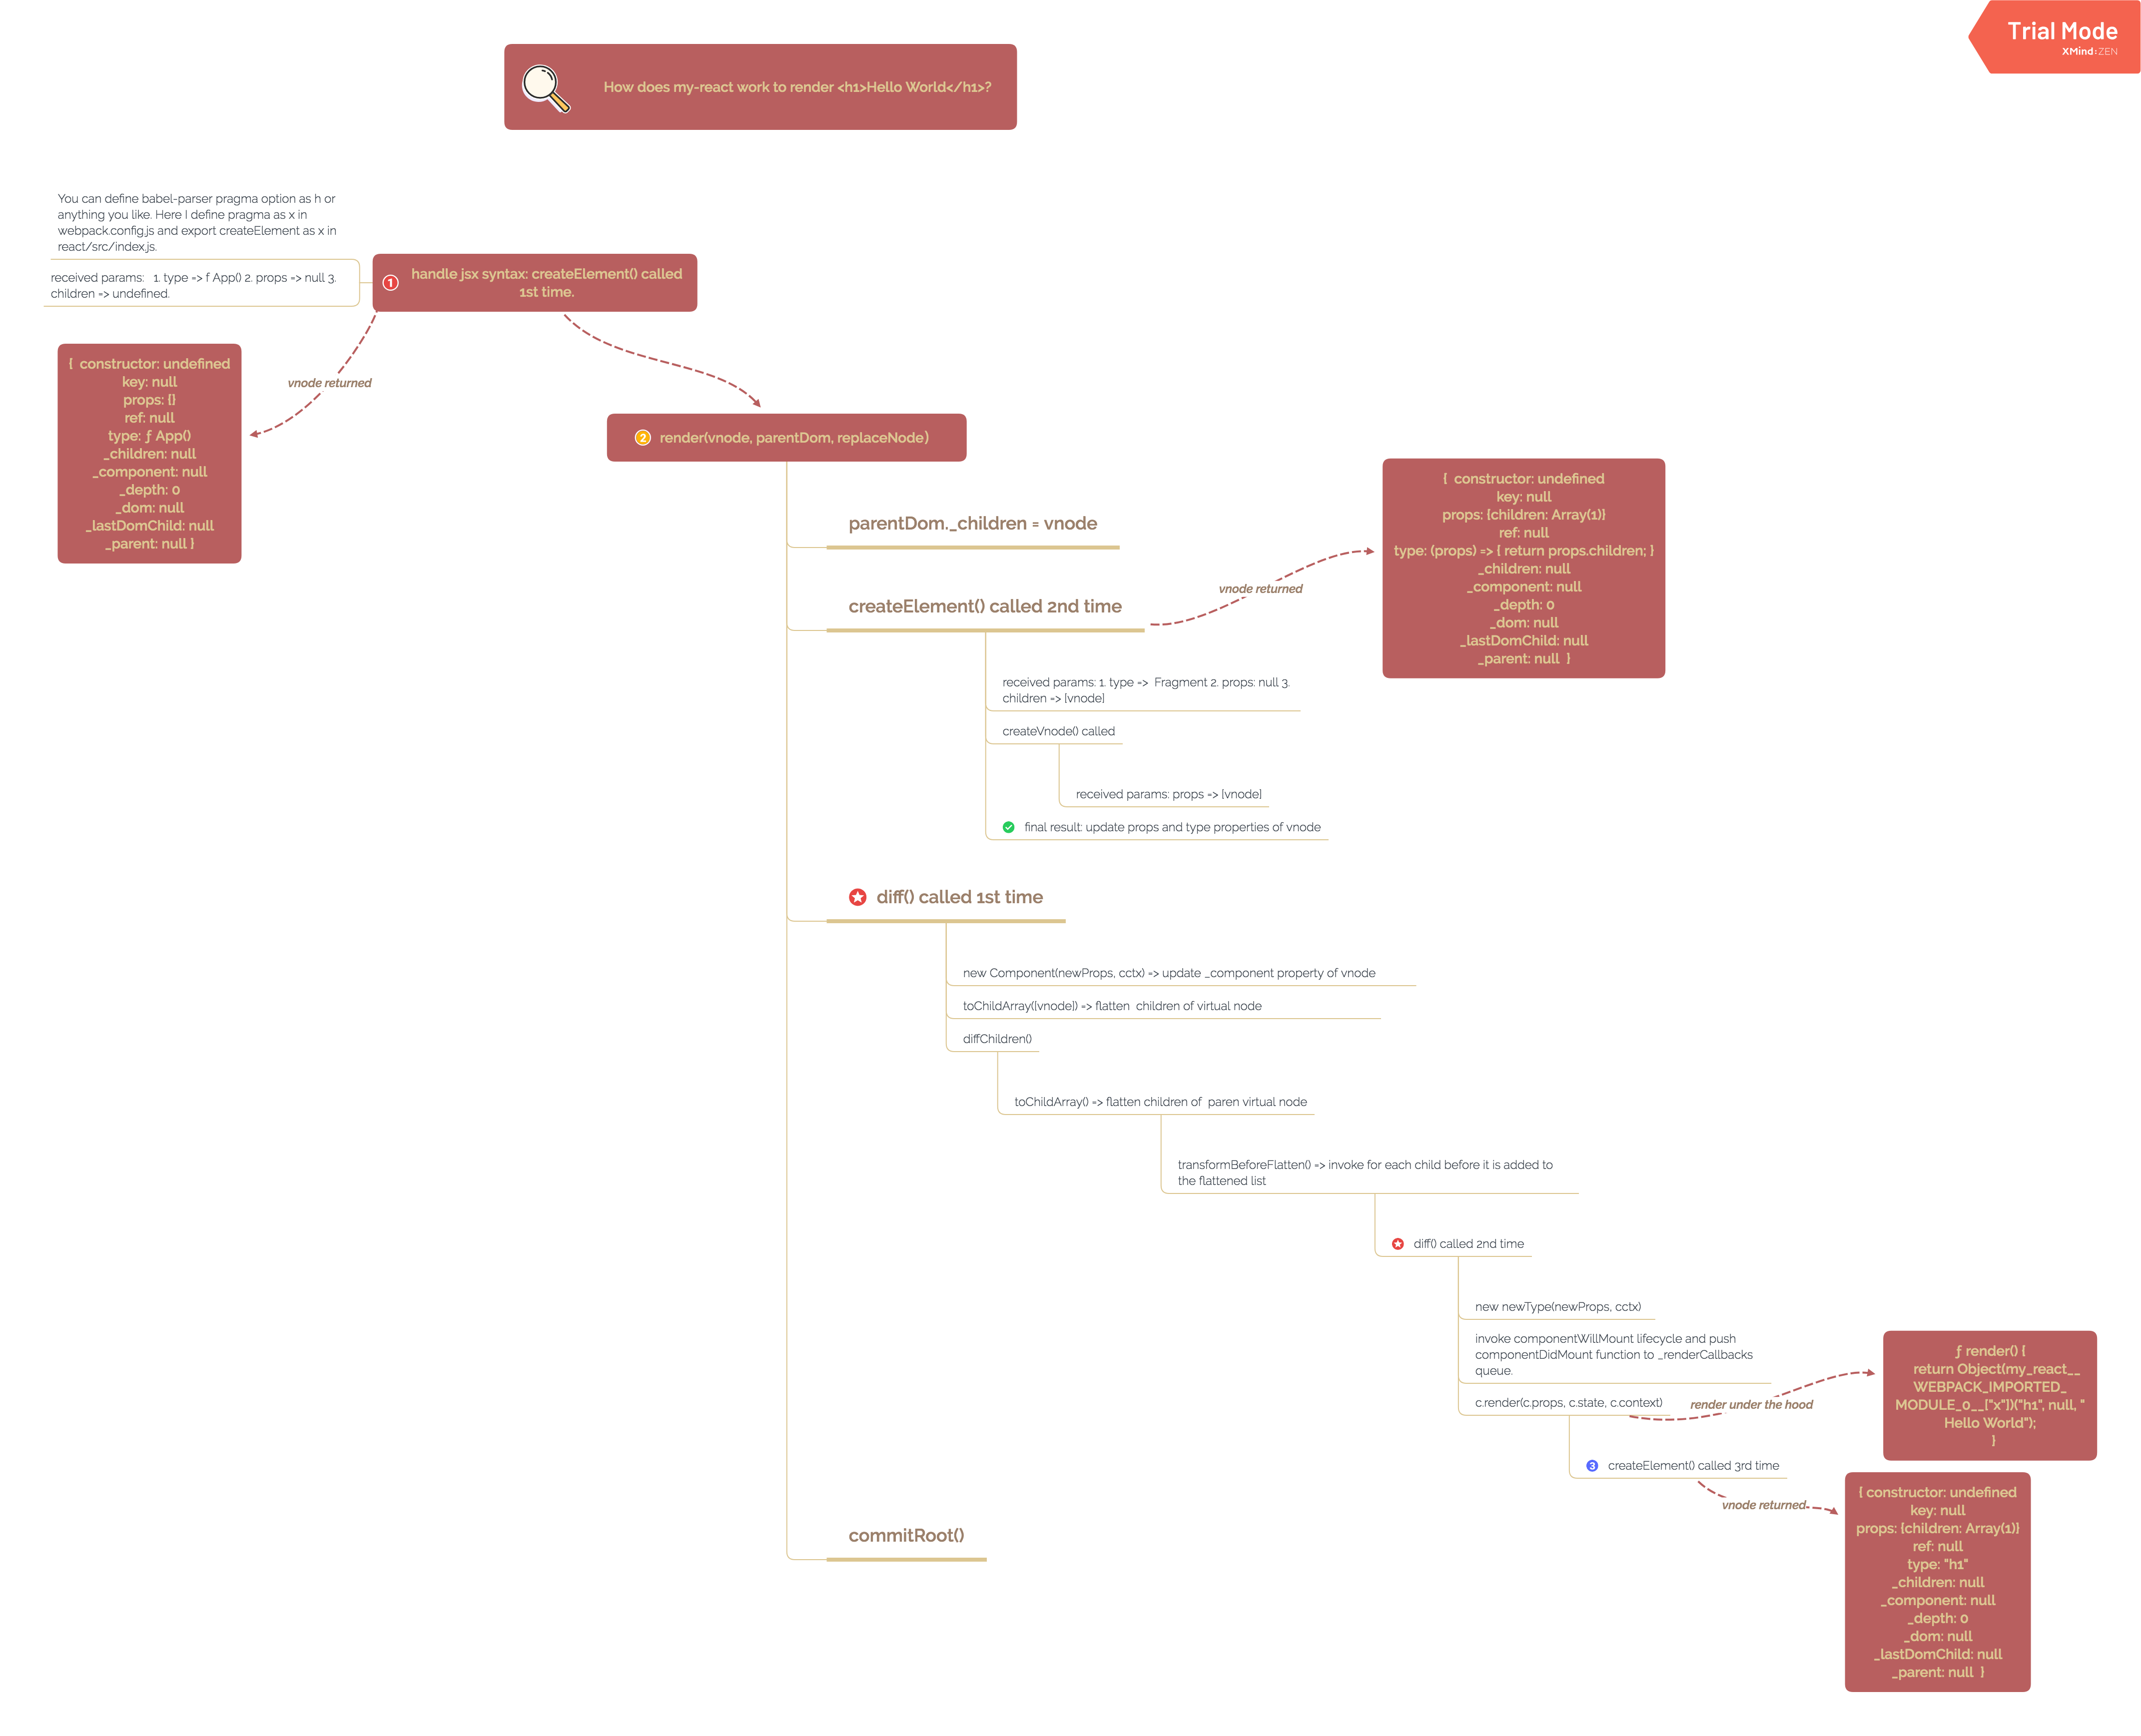 Trial Mode
XMind:ZEN
How does my-react work to render <h1>Hello World</h1>?
You can define babel-parser pragma option as h or
anything you like. Here I define pragma as x in
webpack.config.js and export createElement as x in
react/src/index.js.
received params:   1. type => f App() 2. props => null 3.
children => undefined.
1
handle jsx syntax: createElement() called
1st time.
vnode returned
{  constructor: undefined
key: null
props: {}
ref: null
type: ƒ App()
_children: null
_component: null
_depth: 0
_dom: null
_lastDomChild: null
_parent: null }
2
render(vnode, parentDom, replaceNode)
parentDom._children = vnode
createElement() called 2nd time
vnode returned
{  constructor: undefined
key: null
props: {children: Array(1)}
ref: null
type: (props) => { return props.children; }
_children: null
_component: null
_depth: 0
_dom: null
_lastDomChild: null
_parent: null  }
received params: 1. type =>  Fragment 2. props: null 3.
children => [vnode]
createVnode() called
received params: props => [vnode]
final result: update props and type properties of vnode
diff() called 1st time
new Component(newProps, cctx) => update _component property of vnode
toChildArray([vnode]) => flatten  children of virtual node
diffChildren()
toChildArray() => flatten children of  paren virtual node
transformBeforeFlatten() => invoke for each child before it is added to
the flattened list
diff() called 2nd time
new newType(newProps, cctx)
invoke componentWillMount lifecycle and push
componentDidMount function to _renderCallbacks
queue.
c.render(c.props, c.state, c.context)
render under the hood
ƒ render() {
return Object(my_react__
WEBPACK_IMPORTED_
MODULE_0__["x"])("h1", null, "
Hello World");
}
3
createElement() called 3rd time
vnode returned
{ constructor: undefined
key: null
props: {children: Array(1)}
ref: null
type: "h1"
_children: null
_component: null
_depth: 0
_dom: null
_lastDomChild: null
_parent: null  }
commitRoot()